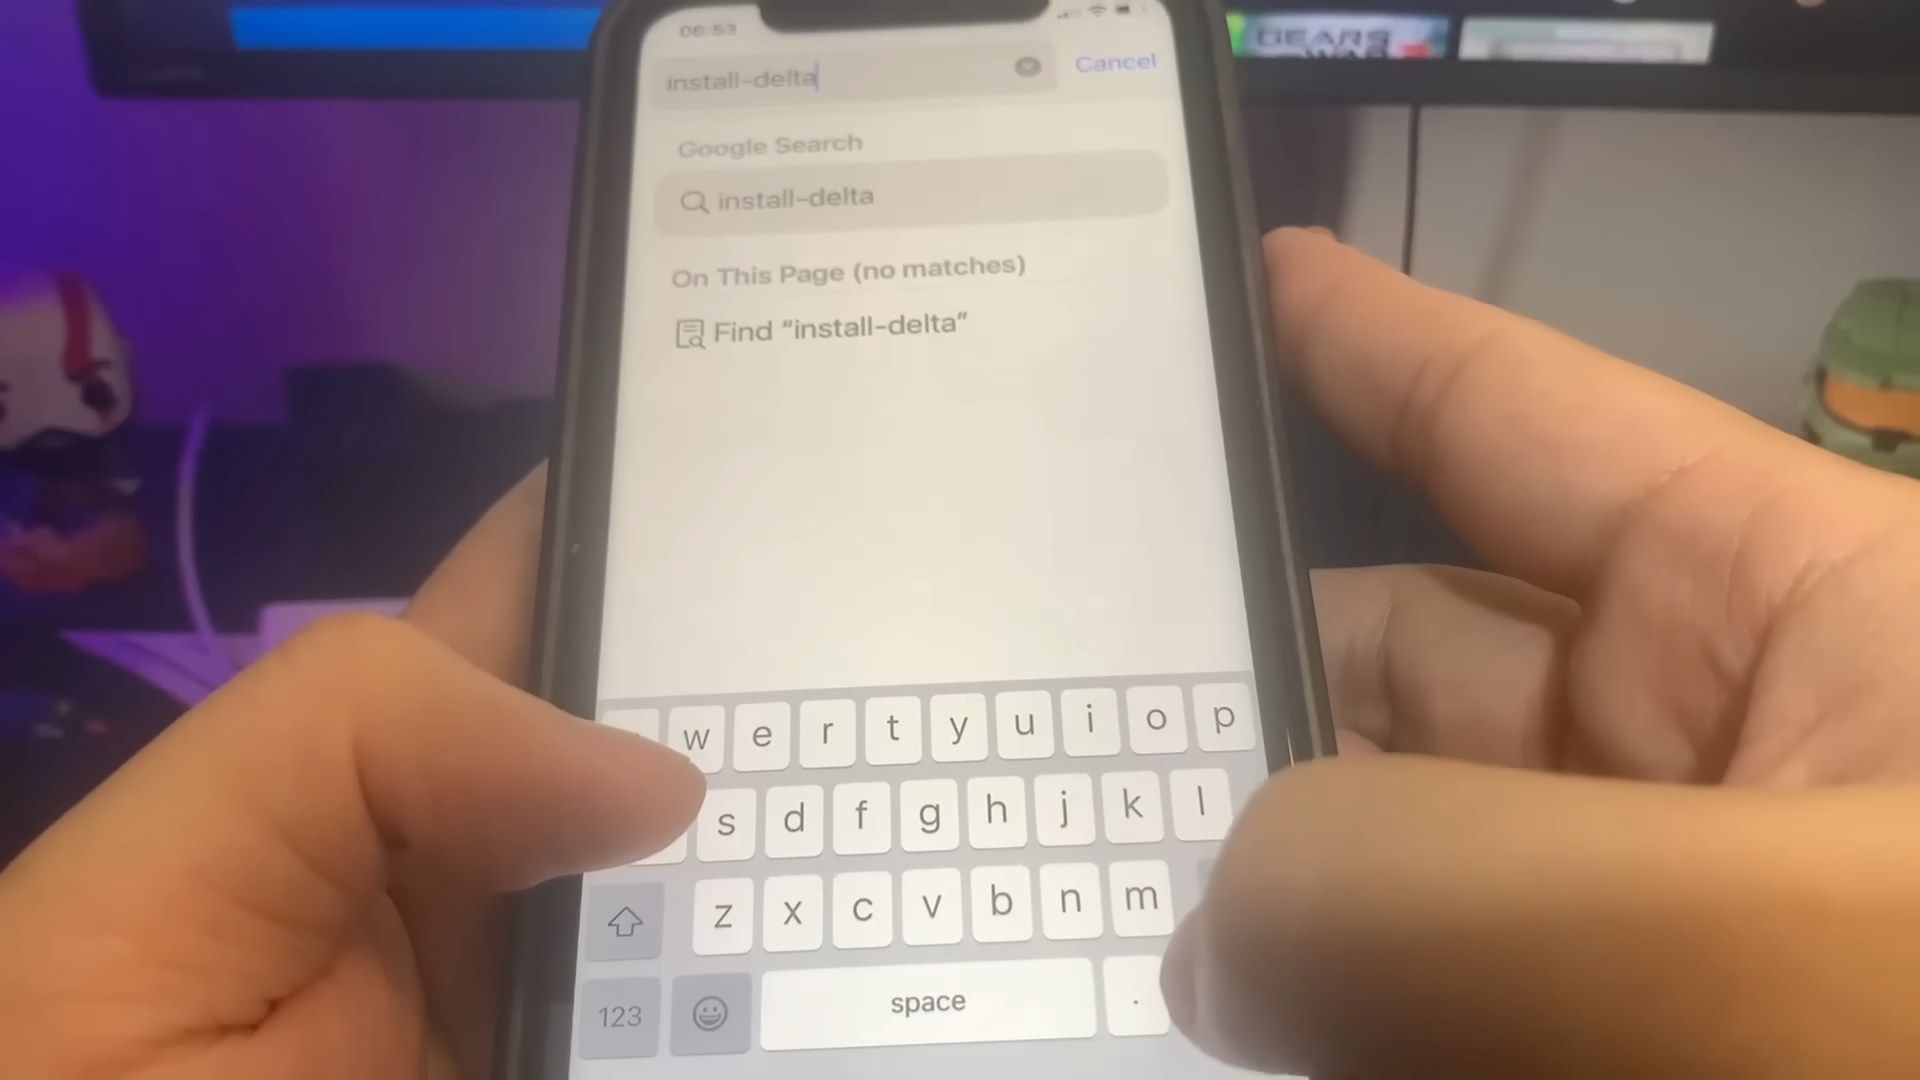 06:53
install-delta
Cancel
Google Search
install-delta
On This Page (no matches)
Find “install-delta”
w e r t y u i o p
s d f g h j k l
z x c v b n m
123
space
.
GEARS